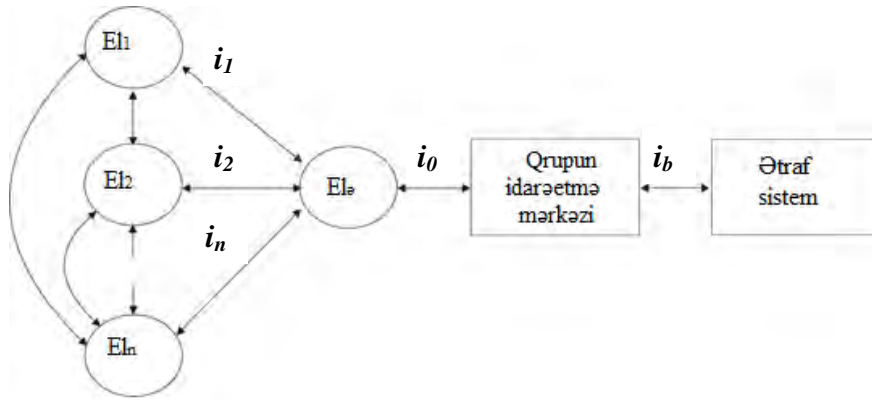 El1
i1
El2
i2
Elə
i0
Qrupun
idarəetmə
mərkəzi
ib
Ətraf
sistem
in
Eln